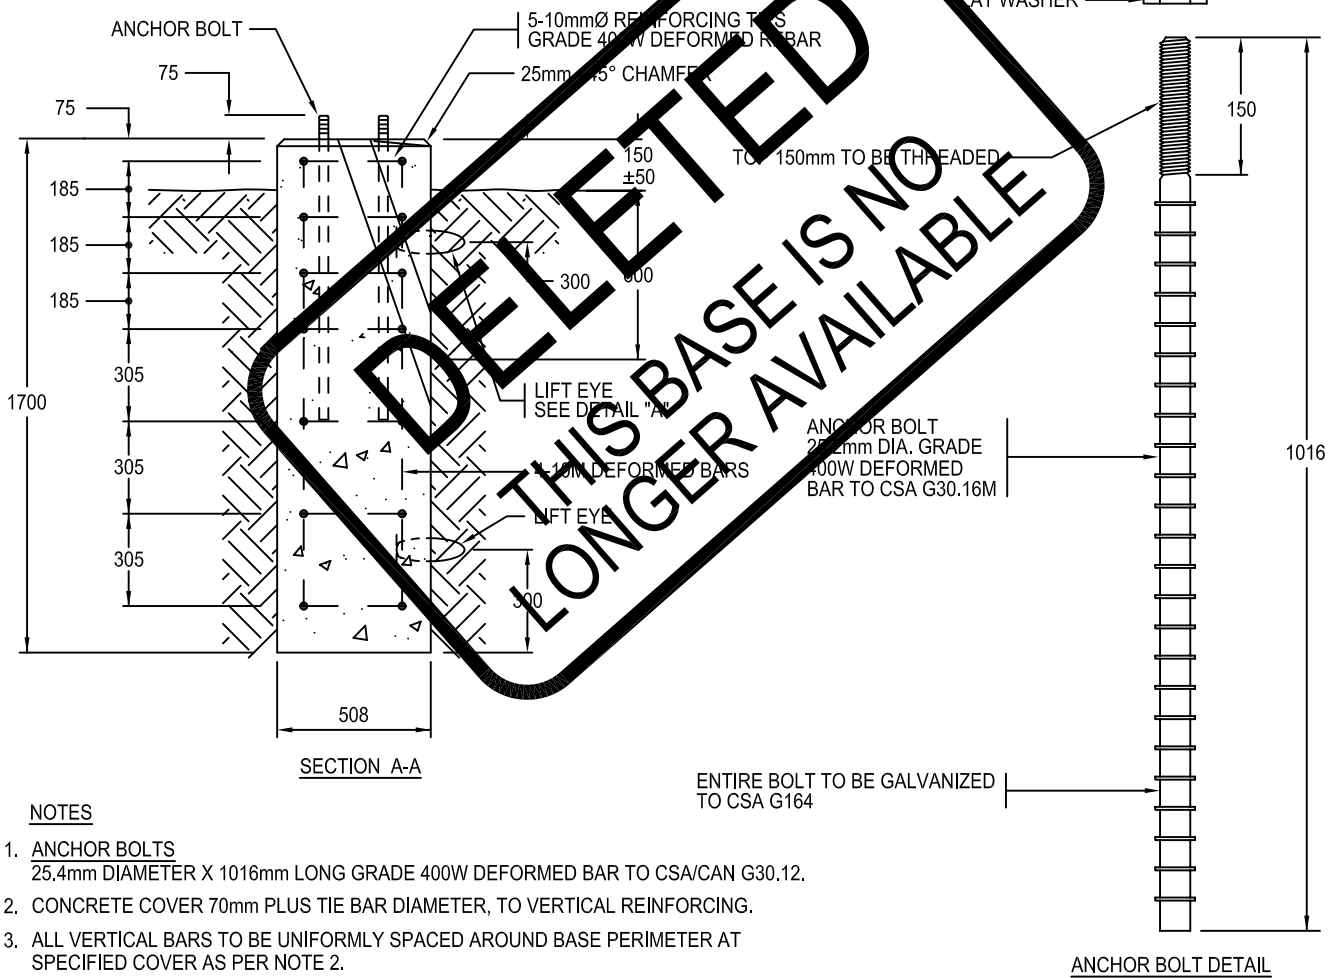 AT WASHER
ANCHOR BOLT
5-10mmØ REINFORCING TIES
GRADE 400W DEFORMED REBAR
25mm 45° CHAMFER
75
75
150
±50
TOP 150mm TO BE THREADED
150
185
185
185
300
600
305
1700
LIFT EYE
SEE DETAIL "A"
ANCHOR BOLT
mm DIA. GRADE
400W DEFORMED
BAR TO CSA G30.16M
1016
305
4-10M DEFORMED BARS
LIFT EYE
305
300
508
SECTION A-A
DELETED
THIS BASE IS NO
LONGER AVAILABLE
ENTIRE BOLT TO BE GALVANIZED
TO CSA G164
NOTES
1. ANCHOR BOLTS
25.4mm DIAMETER X 1016mm LONG GRADE 400W DEFORMED BAR TO CSA/CAN G30.12.
2. CONCRETE COVER 70mm PLUS TIE BAR DIAMETER, TO VERTICAL REINFORCING.
3. ALL VERTICAL BARS TO BE UNIFORMLY SPACED AROUND BASE PERIMETER AT
SPECIFIED COVER AS PER NOTE 2.
ANCHOR BOLT DETAIL